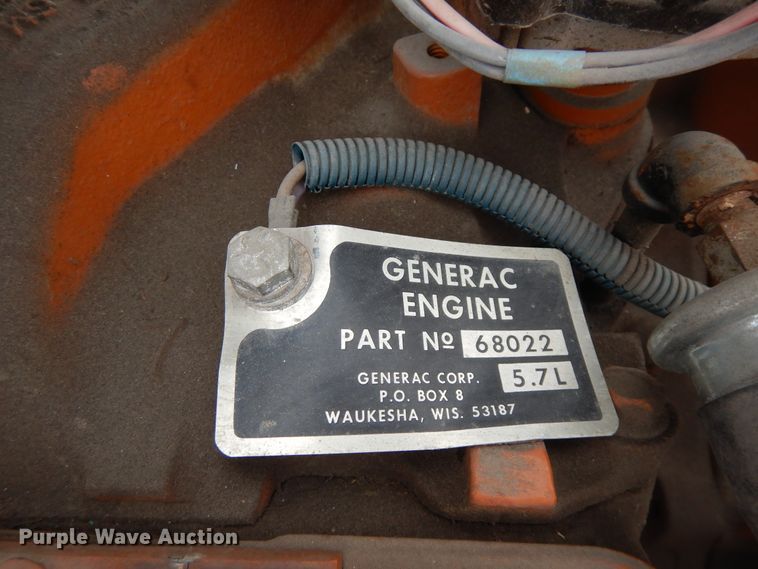 GENERAC
ENGINE
PART Nº 68022
GENERAC CORP. 5.7L
P.O. BOX 8
WAUKESHA, WIS. 53187
Purple Wave Auction